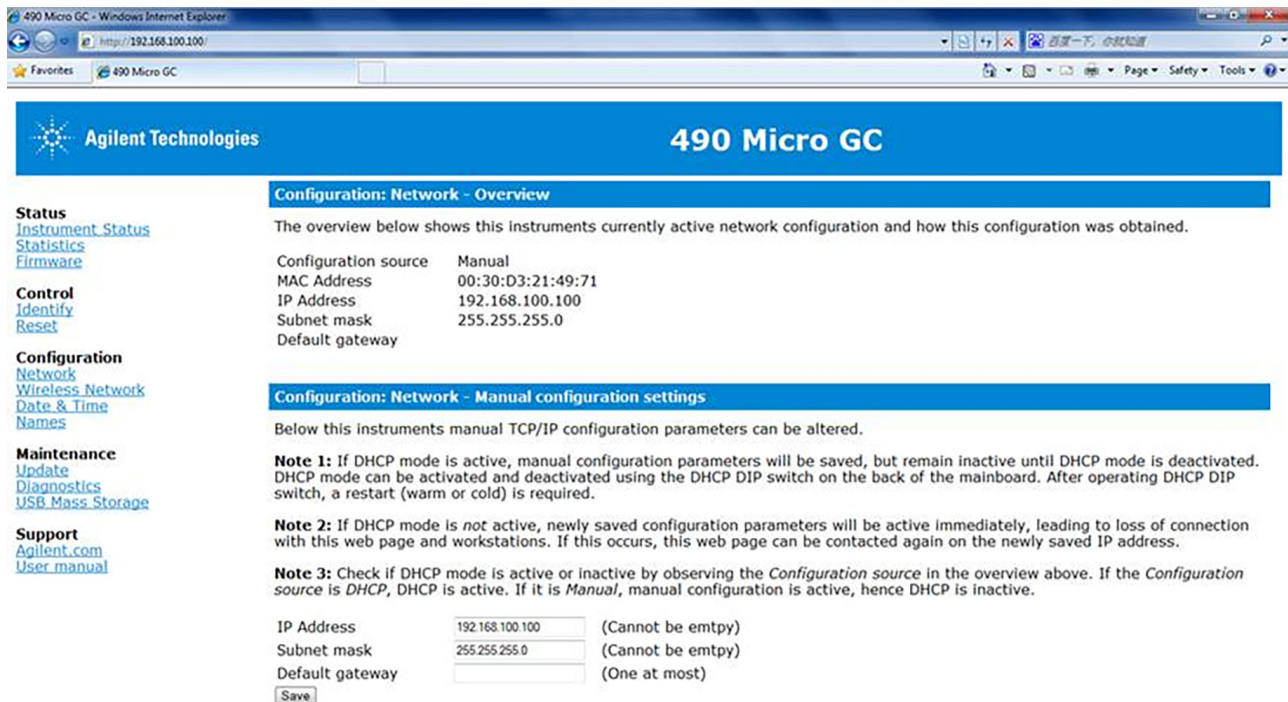 490 Micro GC - Windows Internet Explorer
http://192.168.100.100/
百度一下，你就知道
Favorites 490 Micro GC
Page Safety Tools
Agilent Technologies
490 Micro GC
Status
Instrument Status
Statistics
Firmware
Control
Identify
Reset
Configuration
Network
Wireless Network
Date & Time
Names
Maintenance
Update
Diagnostics
USB Mass Storage
Support
Agilent.com
User manual
Configuration: Network - Overview
The overview below shows this instruments currently active network configuration and how this configuration was obtained.
Configuration source Manual
MAC Address 00:30:D3:21:49:71
IP Address 192.168.100.100
Subnet mask 255.255.255.0
Default gateway
Configuration: Network - Manual configuration settings
Below this instruments manual TCP/IP configuration parameters can be altered.
Note 1: If DHCP mode is active, manual configuration parameters will be saved, but remain inactive until DHCP mode is deactivated.
DHCP mode can be activated and deactivated using the DHCP DIP switch on the back of the mainboard. After operating DHCP DIP
switch, a restart (warm or cold) is required.
Note 2: If DHCP mode is not active, newly saved configuration parameters will be active immediately, leading to loss of connection
with this web page and workstations. If this occurs, this web page can be contacted again on the newly saved IP address.
Note 3: Check if DHCP mode is active or inactive by observing the Configuration source in the overview above. If the Configuration
source is DHCP, DHCP is active. If it is Manual, manual configuration is active, hence DHCP is inactive.
IP Address 192.168.100.100 (Cannot be emtpy)
Subnet mask 255.255.255.0 (Cannot be emtpy)
Default gateway (One at most)
Save